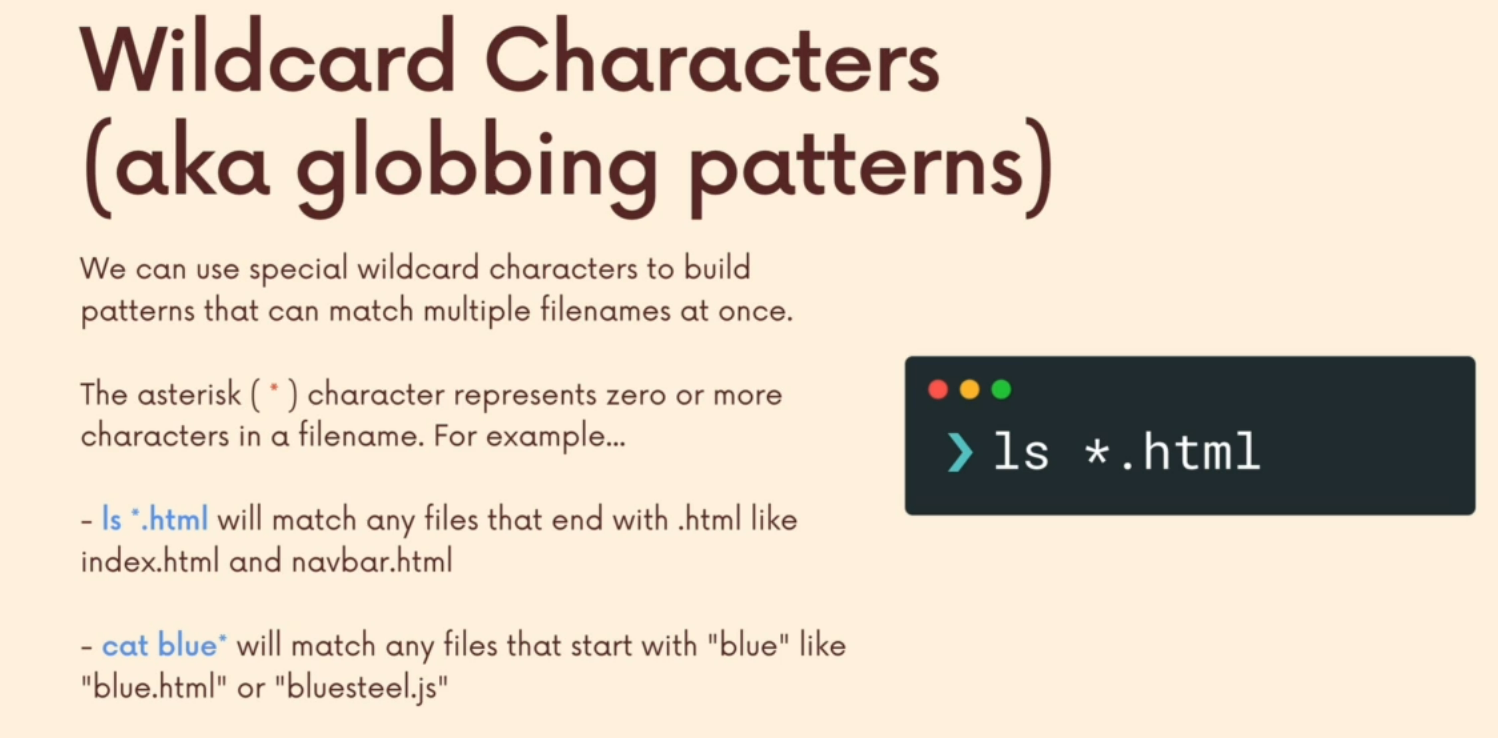 Wildcard Characters
(aka globbing patterns)
We can use special wildcard characters to build
patterns that can match multiple filenames at once.
The asterisk ( * ) character represents zero or more
characters in a filename. For example...
- ls *.html will match any files that end with .html like
index.html and navbar.html
- cat blue* will match any files that start with "blue" like
"blue.html" or "bluesteel.js"
❯ ls *.html